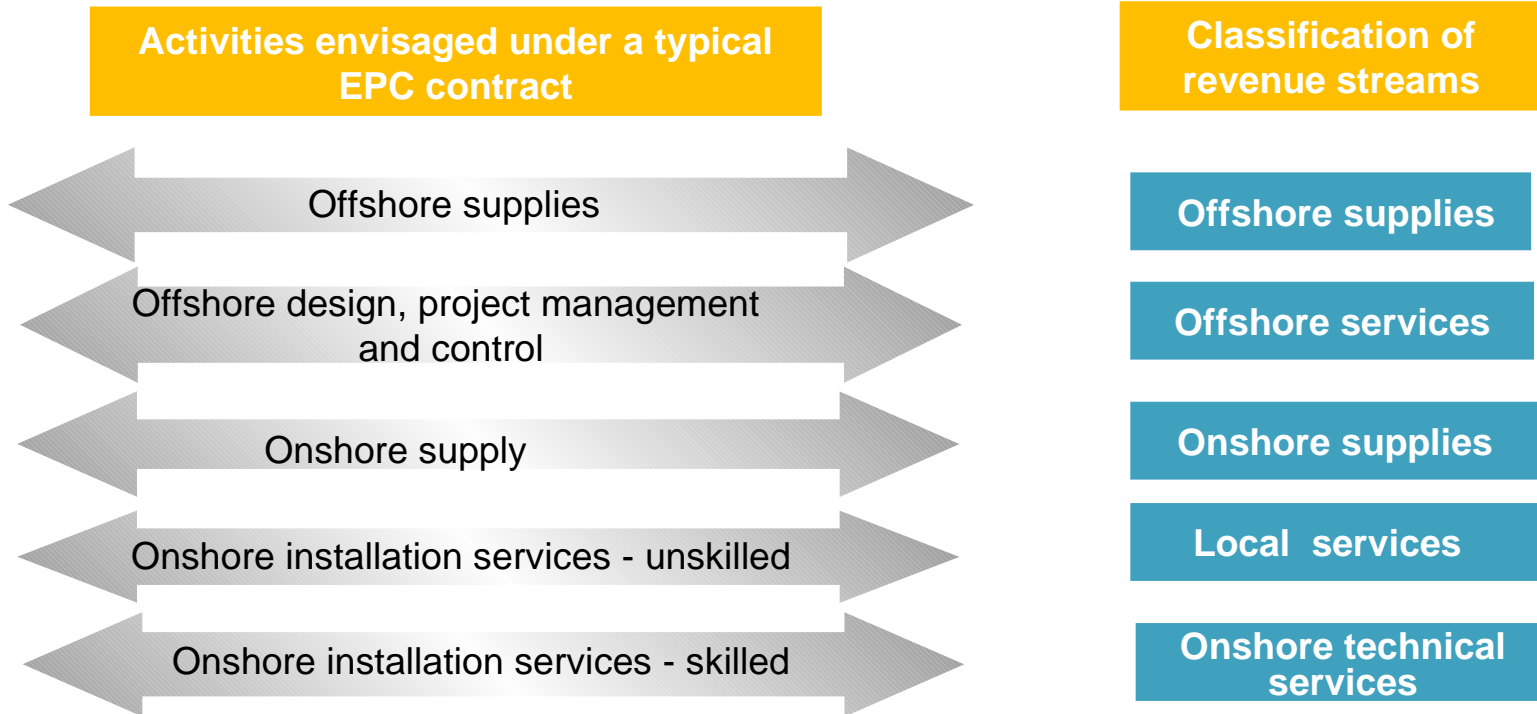 Activities envisaged under a typical
EPC contract
Classification of
revenue streams
Offshore supplies
Offshore supplies
Offshore design, project management
and control
Offshore services
Onshore supply
Onshore supplies
Onshore installation services - unskilled
Local services
Onshore installation services - skilled
Onshore technical
services